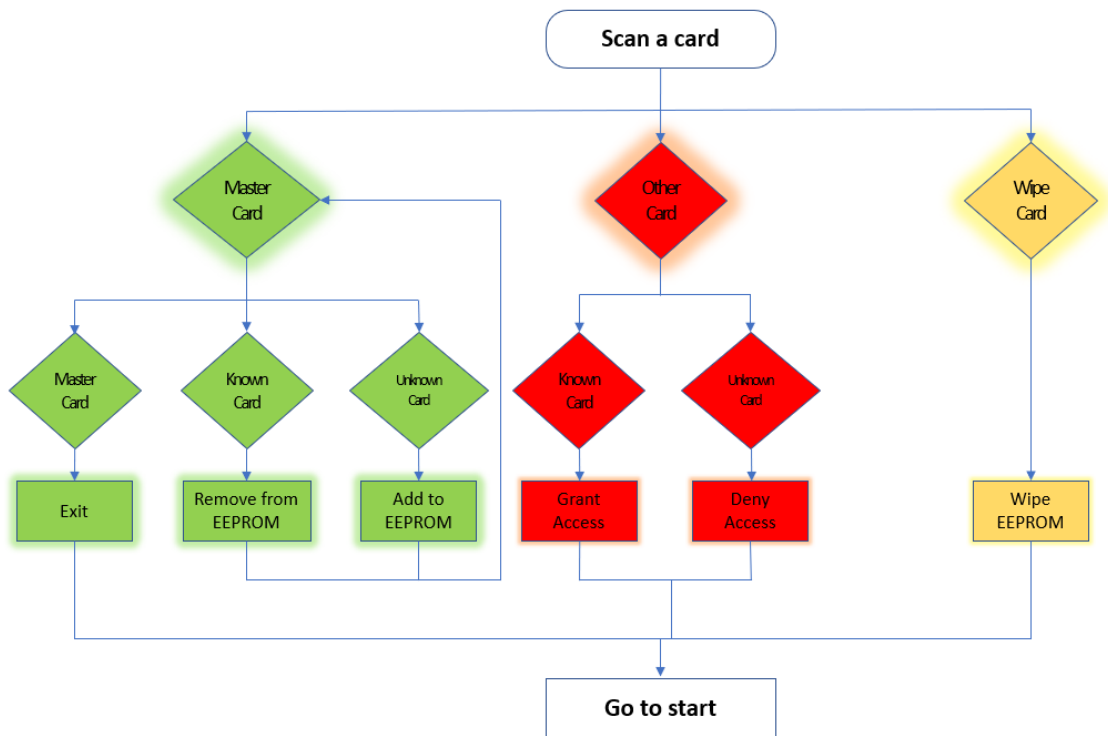 Scan a card
Master
Card
Other
Card
Wipe
Card
Master
Card
Known
Card
Unknown
Card
Known
Card
Unknown
Card
Exit
Remove from
EEPROM
Add to
EEPROM
Grant
Access
Deny
Access
Wipe
EEPROM
Go to start